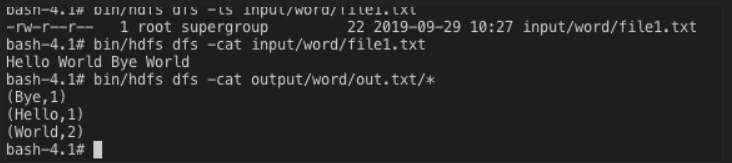 bash-4.1# bin/hdfs dfs -ls input/word/file1.txt
-rw-r--r--   1 root supergroup         22 2019-09-29 10:27 input/word/file1.txt
bash-4.1# bin/hdfs dfs -cat input/word/file1.txt
Hello World Bye World
bash-4.1# bin/hdfs dfs -cat output/word/out.txt/*
(Bye,1)
(Hello,1)
(World,2)
bash-4.1#